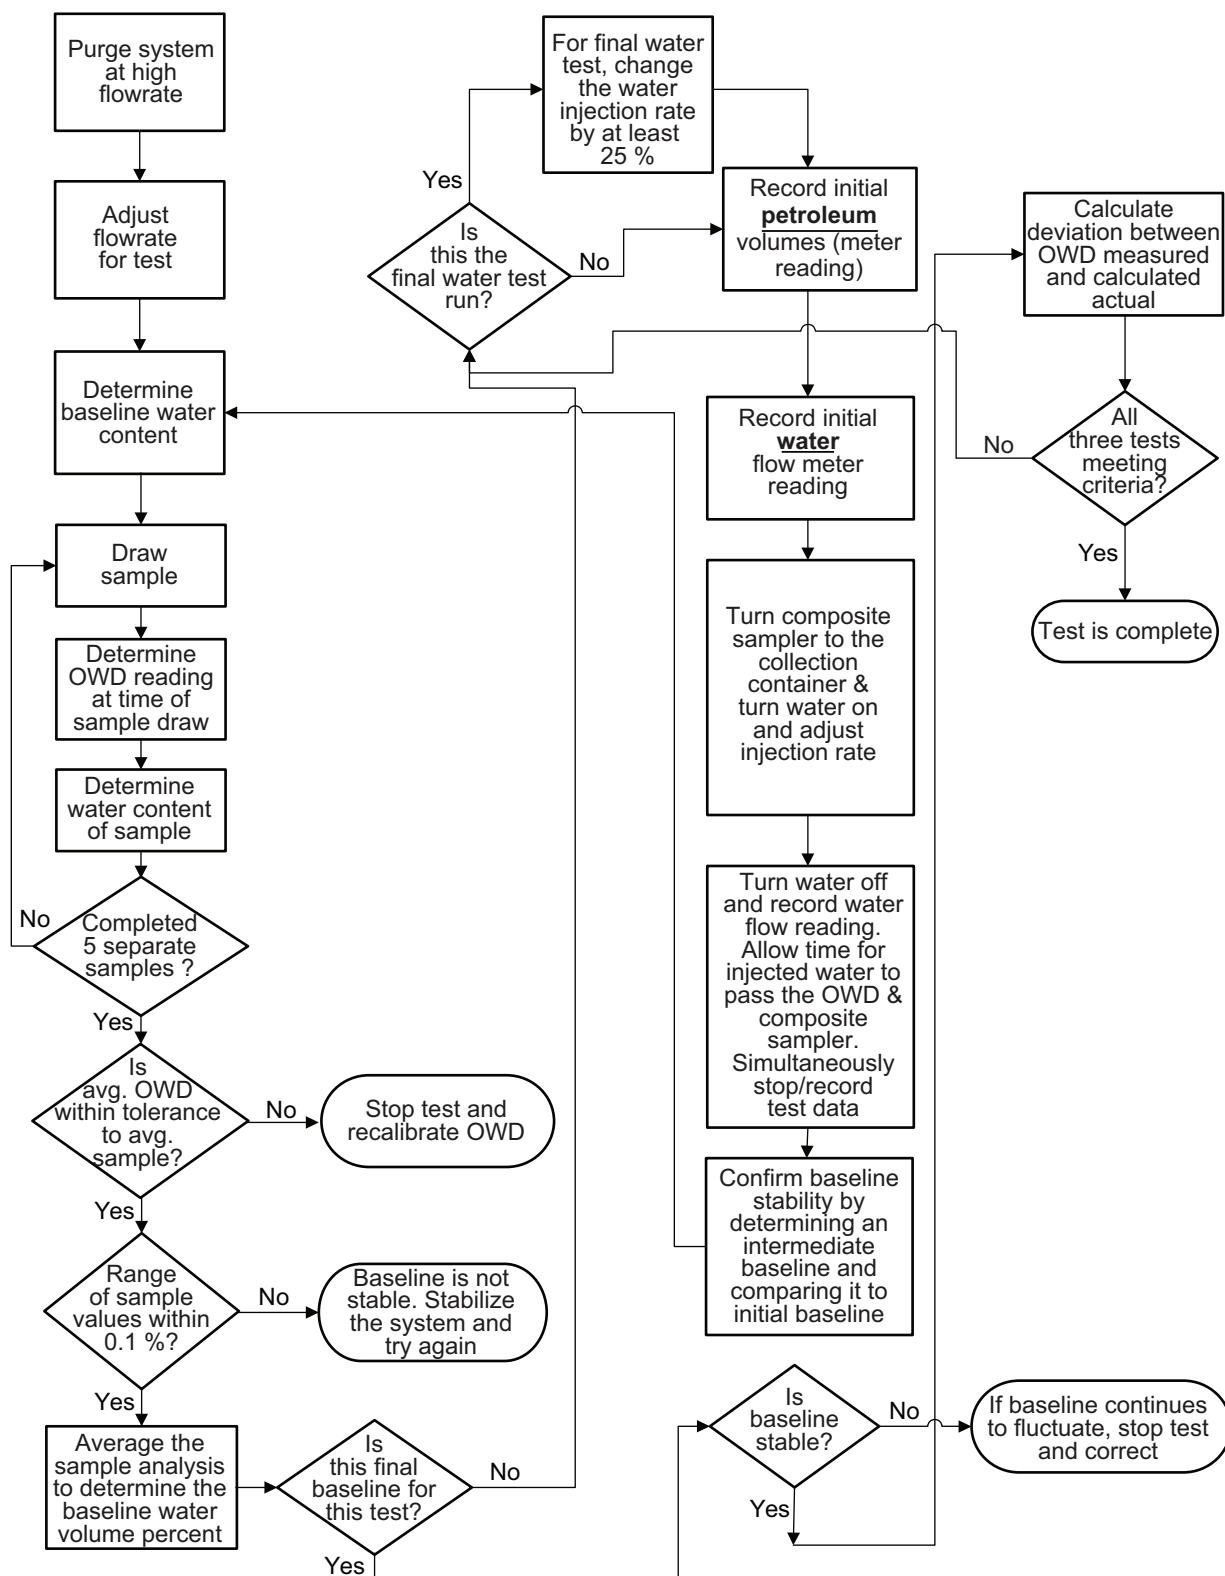 Purge system
at high
flowrate
Adjust
flowrate
for test
Determine
baseline water
content
Draw
sample
Determine
OWD reading
at time of
sample draw
Determine
water content
of sample
No
Completed
5 separate
samples ?
Yes
Is
avg. OWD
within tolerance
to avg.
sample?
No
Stop test and
recalibrate OWD
Yes
Range
of sample
values within
0.1 %?
No
Baseline is not
stable. Stabilize
the system and
try again
Yes
Average the
sample analysis
to determine the
baseline water
volume percent
Is
this final
baseline for
this test?
No
Yes
For final water
test, change
the water
injection rate
by at least
25 %
Yes
Is
this the
final water test
run?
No
Record initial
petroleum
volumes (meter
reading)
Record initial
water
flow meter
reading
Turn composite
sampler to the
collection
container &
turn water on
and adjust
injection rate
Turn water off
and record water
flow reading.
Allow time for
injected water to
pass the OWD &
composite
sampler.
Simultaneously
stop/record
test data
Confirm baseline
stability by
determining an
intermediate
baseline and
comparing it to
initial baseline
Is
baseline
stable?
No
If baseline continues
to fluctuate, stop test
and correct
Yes
Calculate
deviation between
OWD measured
and calculated
actual
All
three tests
meeting
criteria?
No
Yes
Test is complete